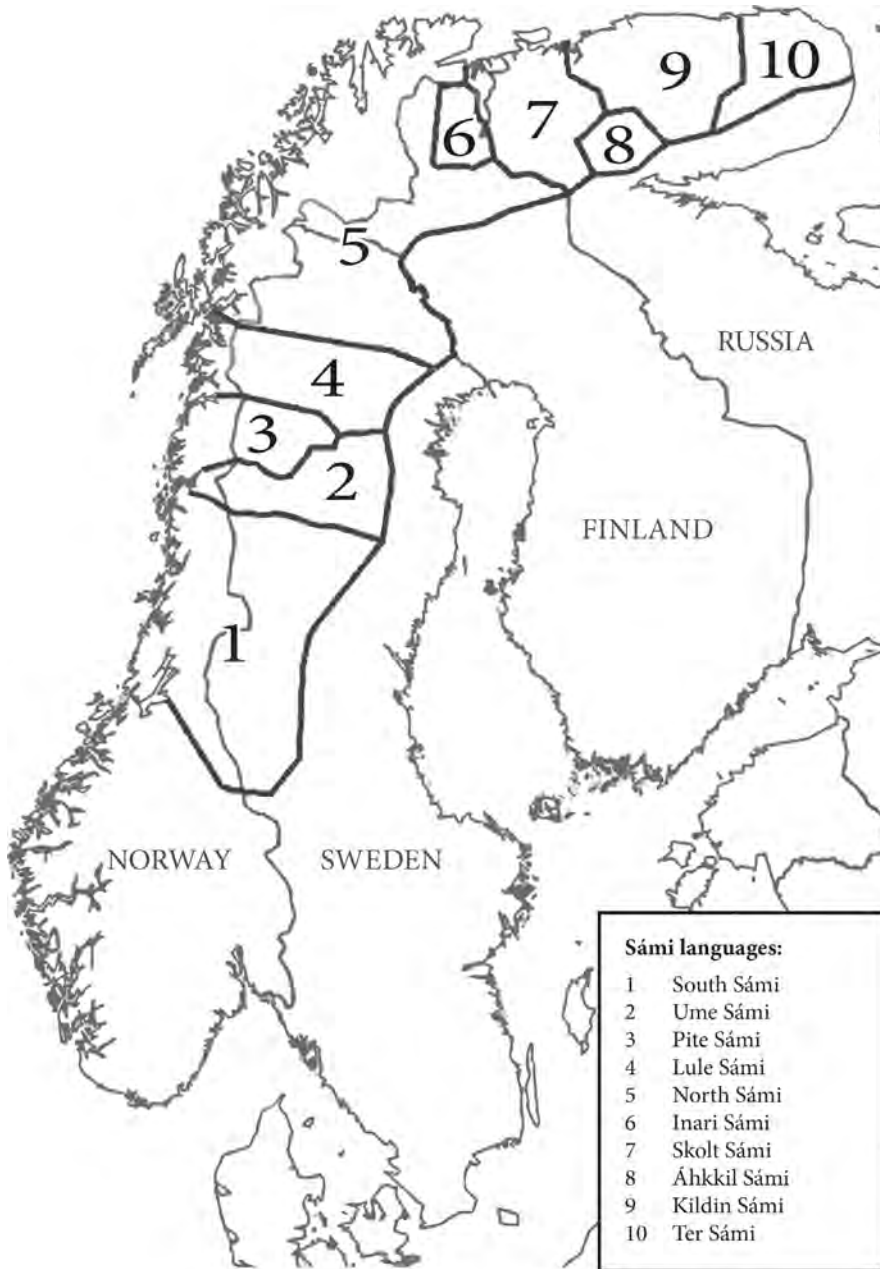 10
9
7
6
8
5
RUSSIA
4
3
2
FINLAND
1
NORWAY
SWEDEN
Sámi languages:
1 South Sámi
2 Ume Sámi
3 Pite Sámi
4 Lule Sámi
5 North Sámi
6 Inari Sámi
7 Skolt Sámi
8 Áhkkil Sámi
9 Kildin Sámi
10 Ter Sámi